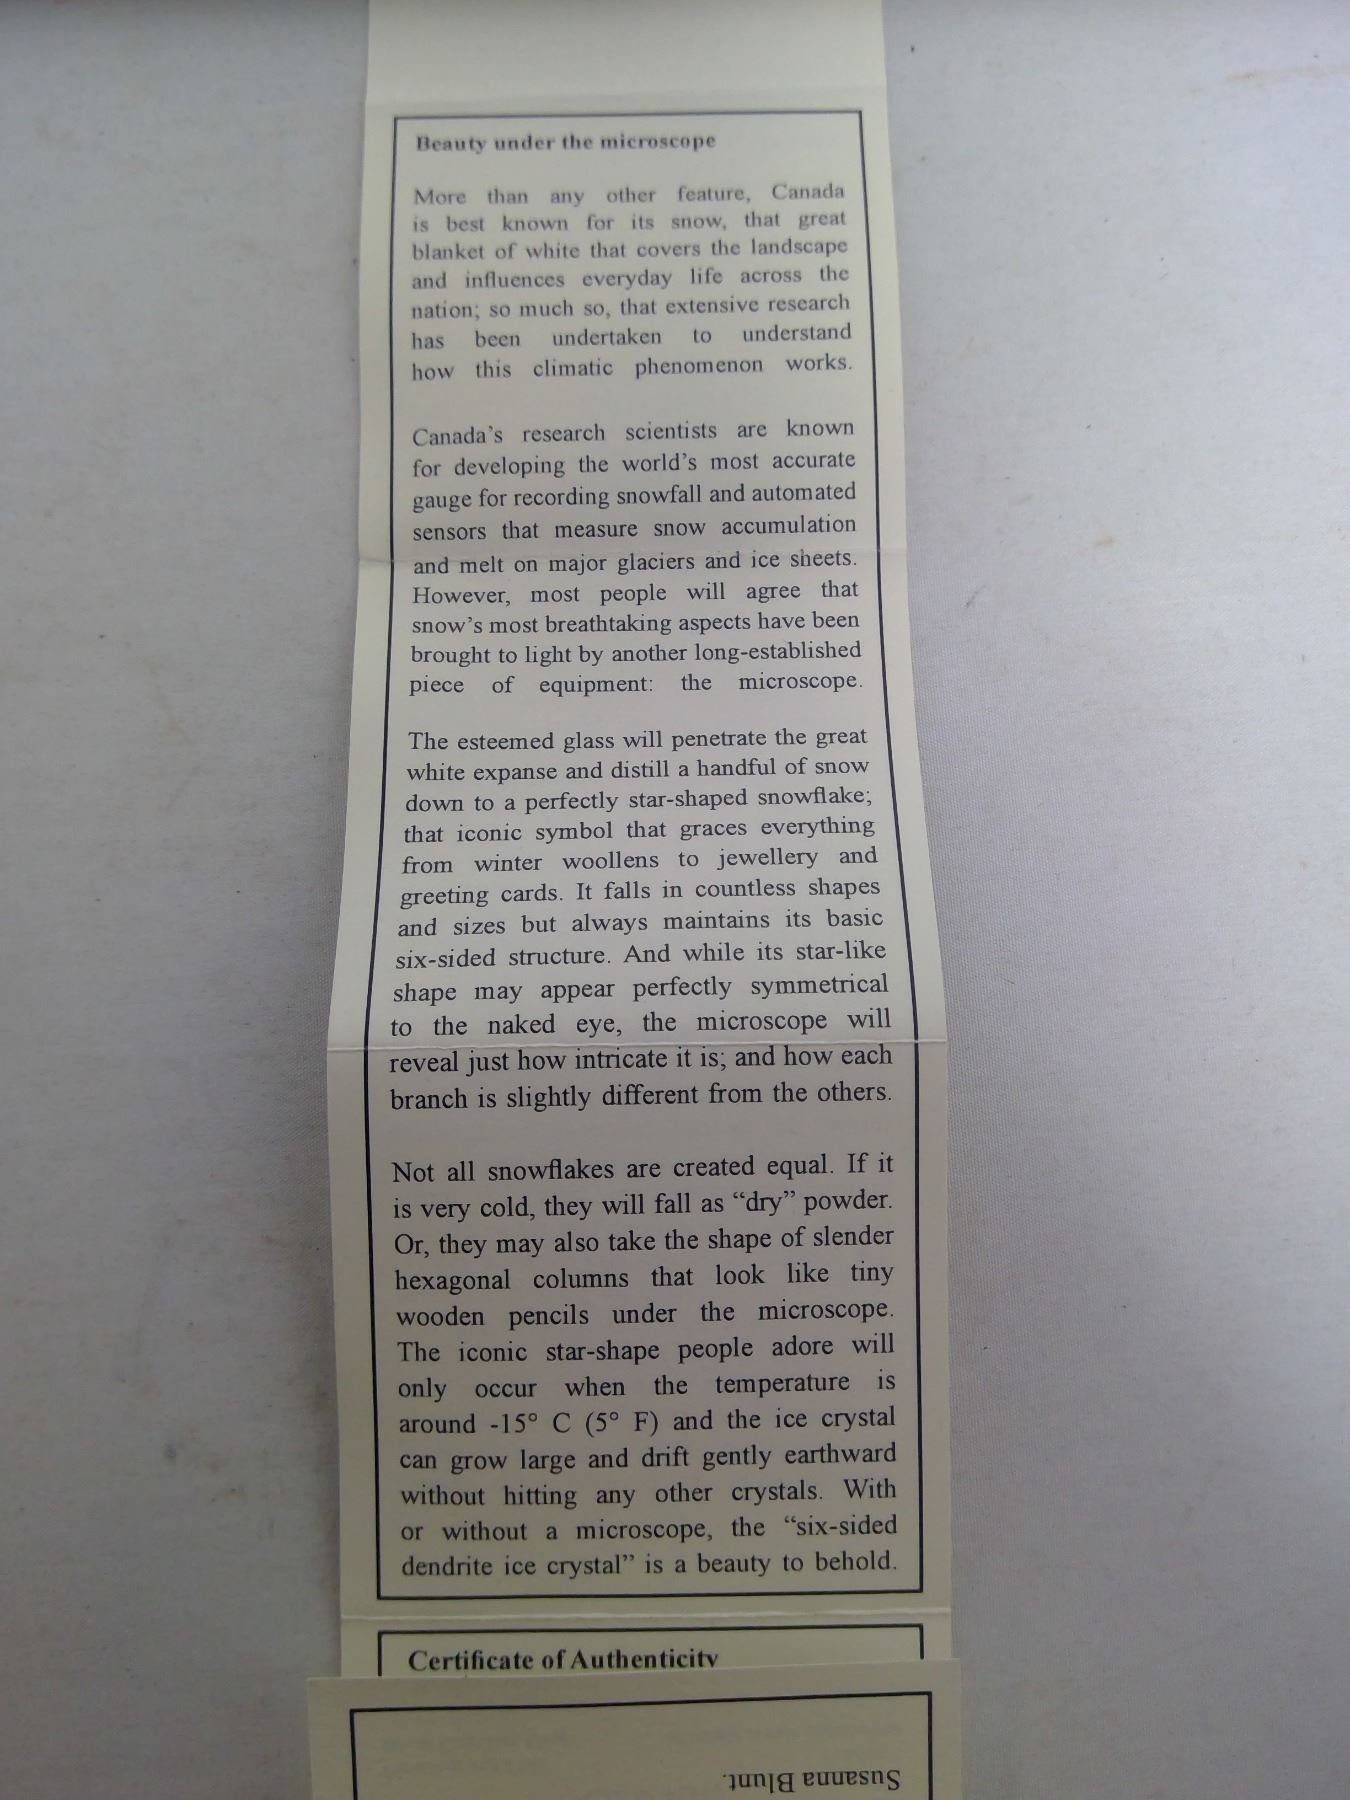 Beauty under the microscope
More than any other feature, Canada
is best known for its snow, that great
blanket of white that covers the landscape
and influences everyday life across the
nation; so much so, that extensive research
has been undertaken to understand
how this climatic phenomenon works.
Canada's research scientists are known
for developing the world's most accurate
gauge for recording snowfall and automated
sensors that measure snow accumulation
and melt on major glaciers and ice sheets.
However, most people will agree that
snow's most breathtaking aspects have been
brought to light by another long-established
piece of equipment: the microscope.
The esteemed glass will penetrate the great
white expanse and distill a handful of snow
down to a perfectly star-shaped snowflake;
that iconic symbol that graces everything
from winter woollens to jewellery and
greeting cards. It falls in countless shapes
and sizes but always maintains its basic
six-sided structure. And while its star-like
shape may appear perfectly symmetrical
to the naked eye, the microscope will
reveal just how intricate it is; and how each
branch is slightly different from the others.
Not all snowflakes are created equal. If it
is very cold, they will fall as “dry” powder.
Or, they may also take the shape of slender
hexagonal columns that look like tiny
wooden pencils under the microscope.
The iconic star-shape people adore will
only occur when the temperature is
around -15° C (5° F) and the ice crystal
can grow large and drift gently earthward
without hitting any other crystals. With
or without a microscope, the “six-sided
dendrite ice crystal” is a beauty to behold.
Certificate of Authenticity
Susanna Blunt.